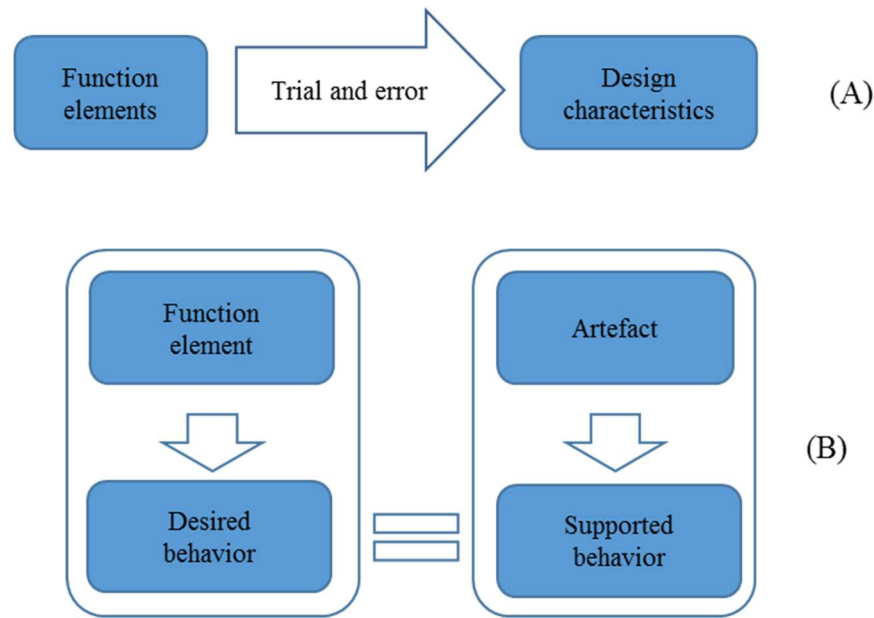 Function
elements
Trial and error
Design
characteristics
(A)
Function
element
Artefact
(B)
Desired
behavior
Supported
behavior